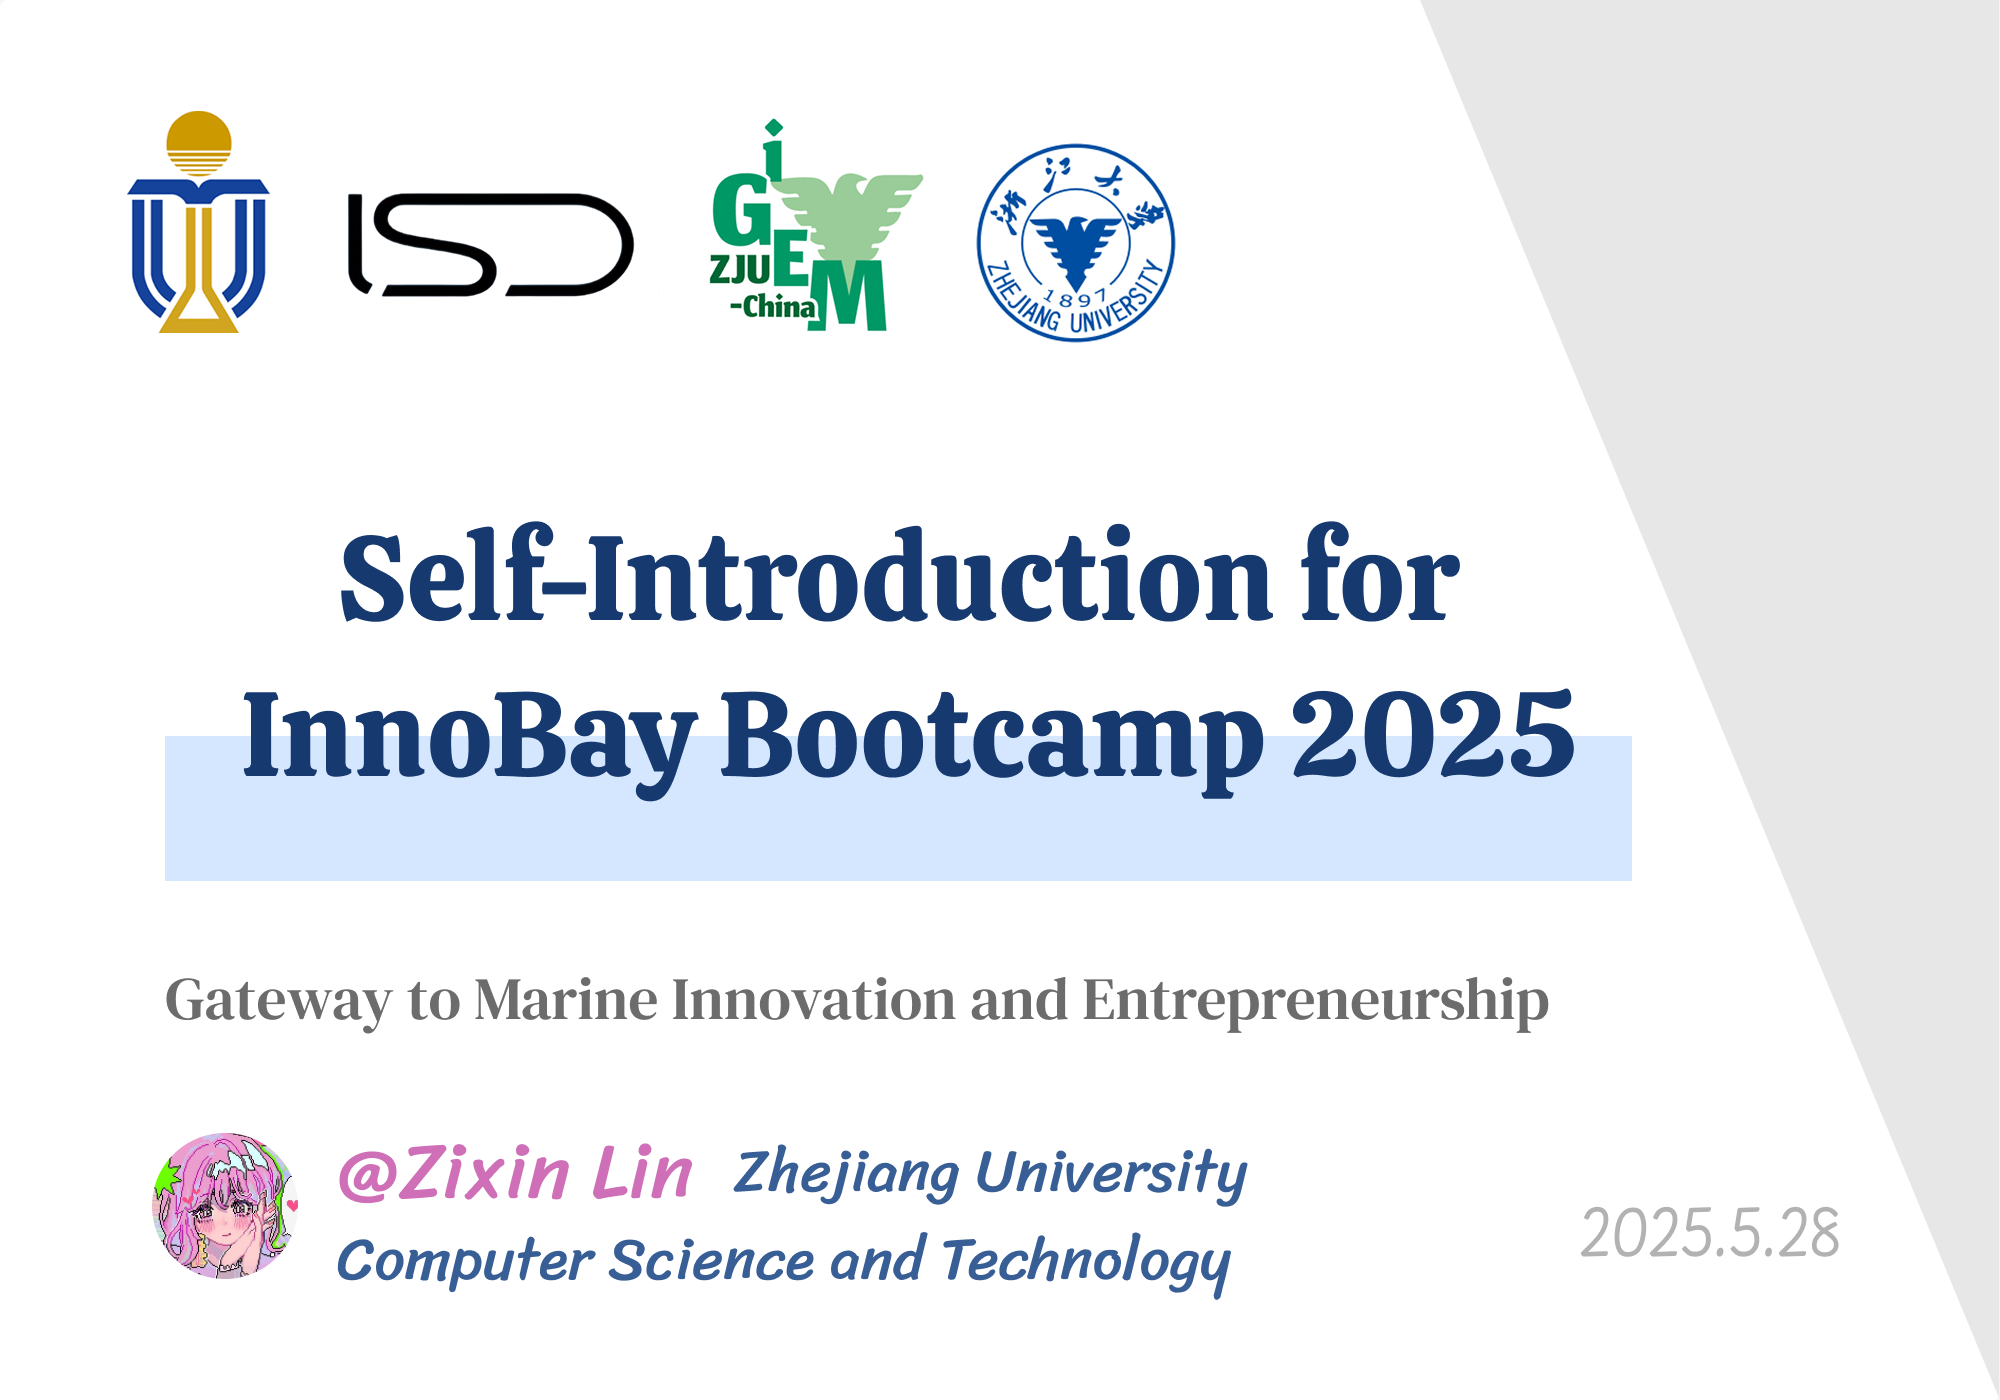 ISD
iGEM
ZJU
-China
浙江大学
1897
ZHEJIANG UNIVERSITY
Self-Introduction for
InnoBay Bootcamp 2025
Gateway to Marine Innovation and Entrepreneurship
@Zixin Lin Zhejiang University
Computer Science and Technology
2025.5.28